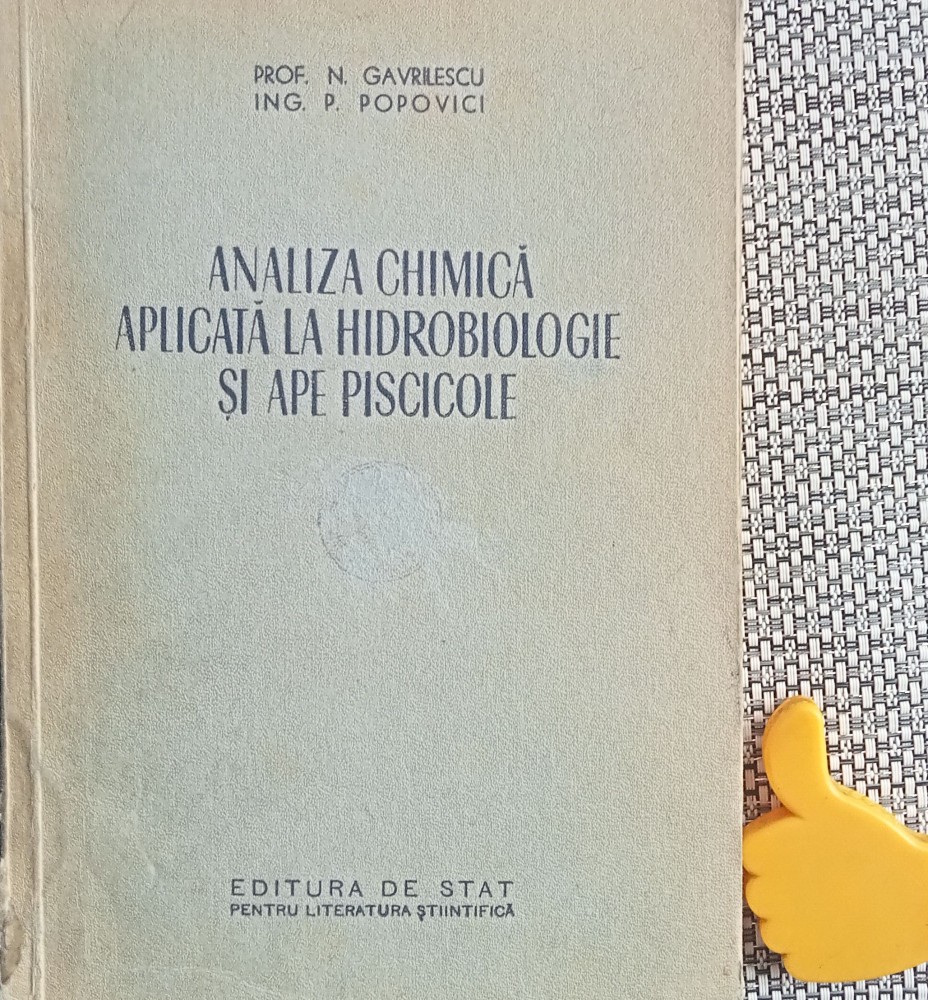 PROF. N. GAVRILESCU
ING. P. POPOVICI
ANALIZA CHIMICĂ
APLICATĂ LA HIDROBIOLOGIE
ȘI APE PISCICOLE
EDITURA DE STAT
PENTRU LITERATURA ȘTIINTIFICĂ